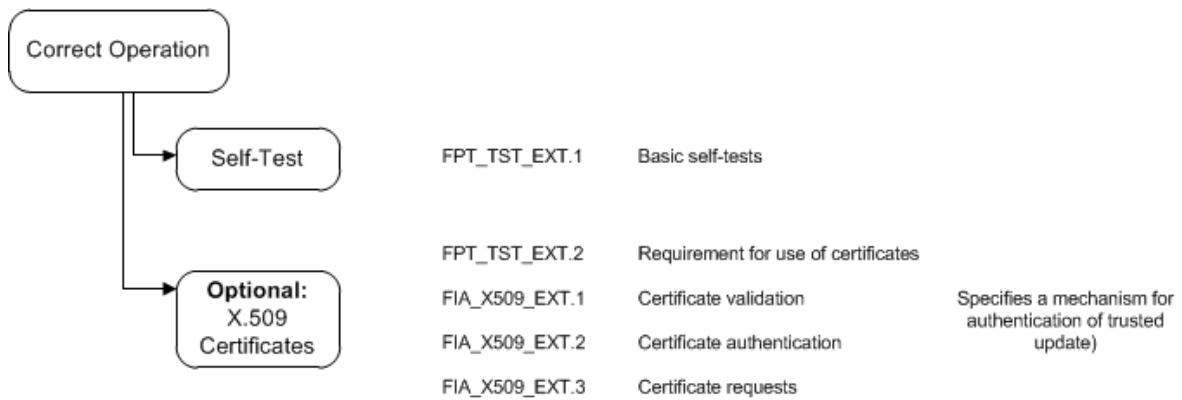 Correct Operation
Self-Test FPT_TST_EXT.1 Basic self-tests
FPT_TST_EXT.2 Requirement for use of certificates
Optional:
X.509
Certificates
FIA_X509_EXT.1 Certificate validation
FIA_X509_EXT.2 Certificate authentication
FIA_X509_EXT.3 Certificate requests
Specifies a mechanism for
authentication of trusted
update)